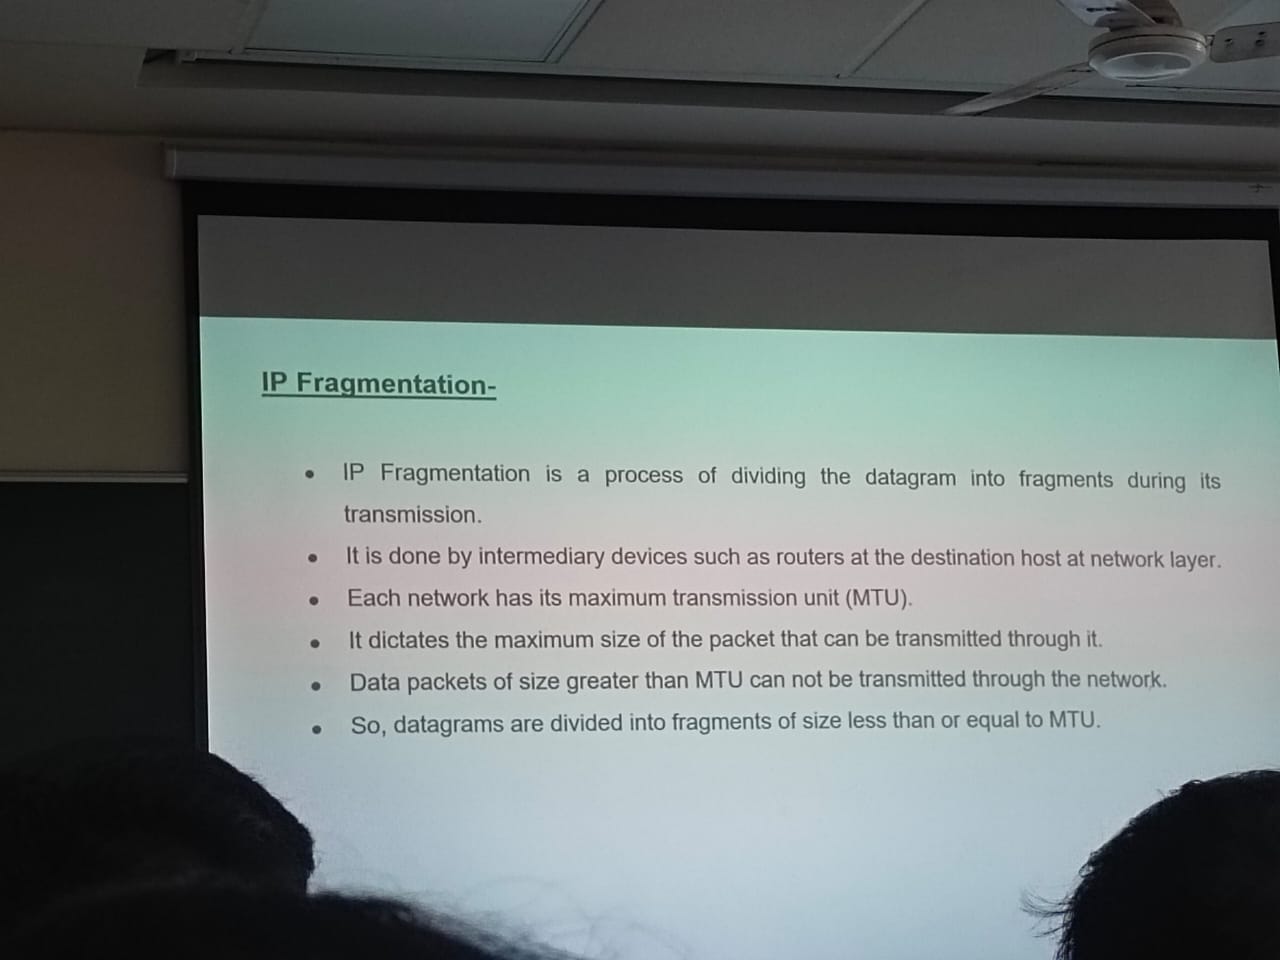 IP Fragmentation-
• IP Fragmentation is a process of dividing the datagram into fragments during its
transmission.
• It is done by intermediary devices such as routers at the destination host at network layer.
• Each network has its maximum transmission unit (MTU).
• It dictates the maximum size of the packet that can be transmitted through it.
• Data packets of size greater than MTU can not be transmitted through the network.
• So, datagrams are divided into fragments of size less than or equal to MTU.